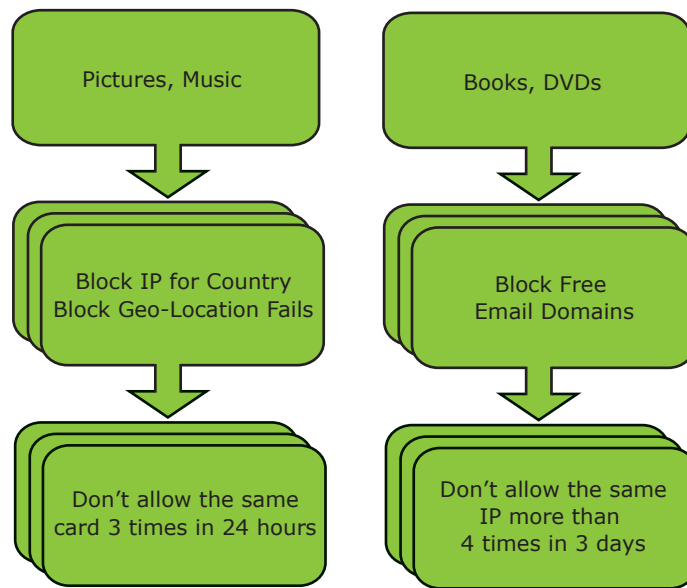 Pictures, Music
Block IP for Country
Block Geo-Location Fails
Don’t allow the same
card 3 times in 24 hours
Books, DVDs
Block Free
Email Domains
Don’t allow the same
IP more than
4 times in 3 days